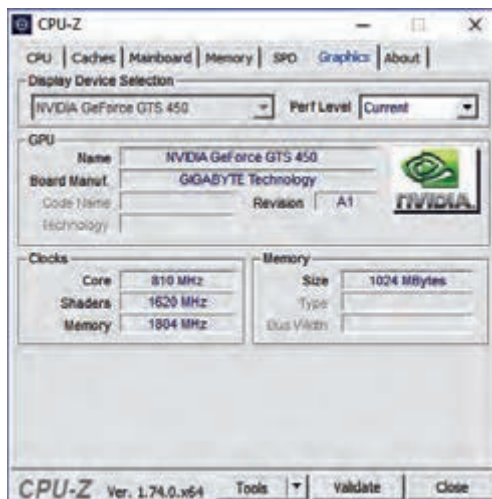 CPU-Z
CPU Caches Mainboard Memory SPD Graphics About
Display Device Selection
NVIDIA GeForce GTS 450 Perf Level Current
GPU
Name NVIDIA GeForce GTS 450
Board Manuf. GIGABYTE Technology
Code Name Revision A1
Technology
NVIDIA.
Clocks
Core 810 MHz
Shaders 1620 MHz
Memory 1804 MHz
Memory
Size 1024 MBytes
Type
Bus Width
CPU-Z Ver. 1.74.0.x64 Tools Validate Close